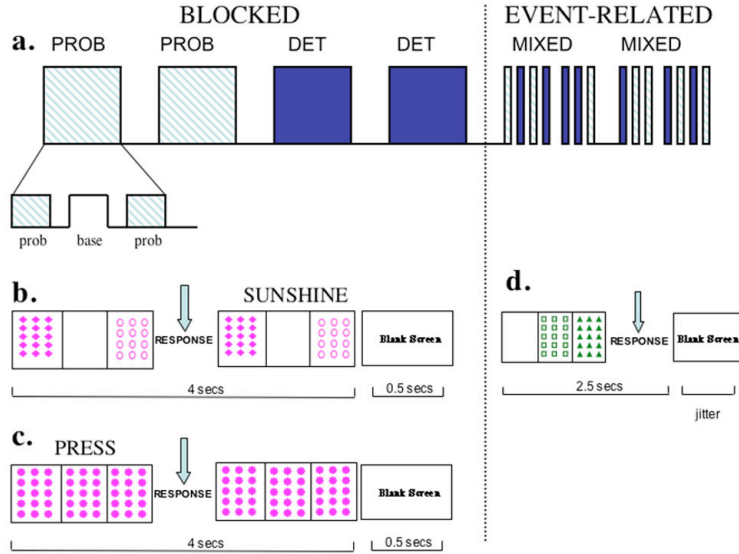 BLOCKED
EVENT-RELATED
a.
PROB PROB DET DET MIXED MIXED
prob base prob
b.
SUNSHINE
RESPONSE
Blank Screen
4 secs 0.5 secs
d.
RESPONSE
Blank Screen
2.5 secs
jitter
c.
PRESS
RESPONSE
Blank Screen
4 secs 0.5 secs